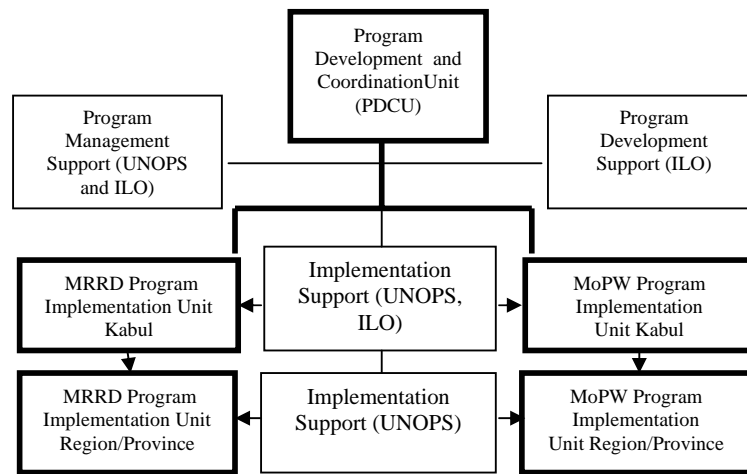 Program
Development and
CoordinationUnit
(PDCU)
Program
Management
Support (UNOPS
and ILO)
Program
Development
Support (ILO)
MRRD Program
Implementation Unit
Kabul
Implementation
Support (UNOPS,
ILO)
MoPW Program
Implementation
Unit Kabul
MRRD Program
Implementation Unit
Region/Province
Implementation
Support (UNOPS)
MoPW Program
Implementation
Unit Region/Province